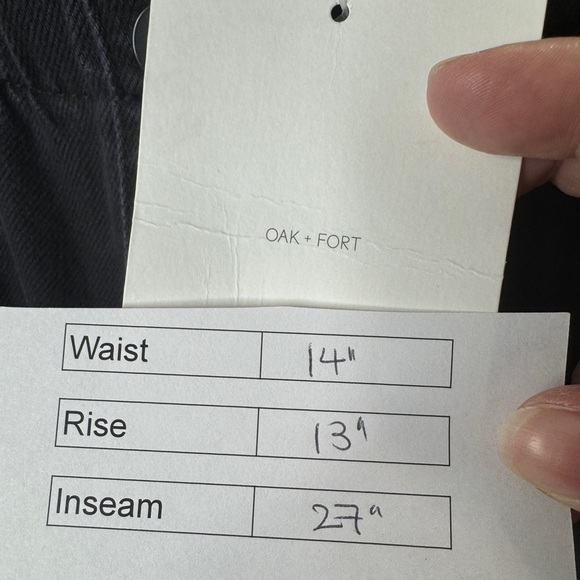 OAK + FORT
Waist 14"
Rise 13"
Inseam 27"